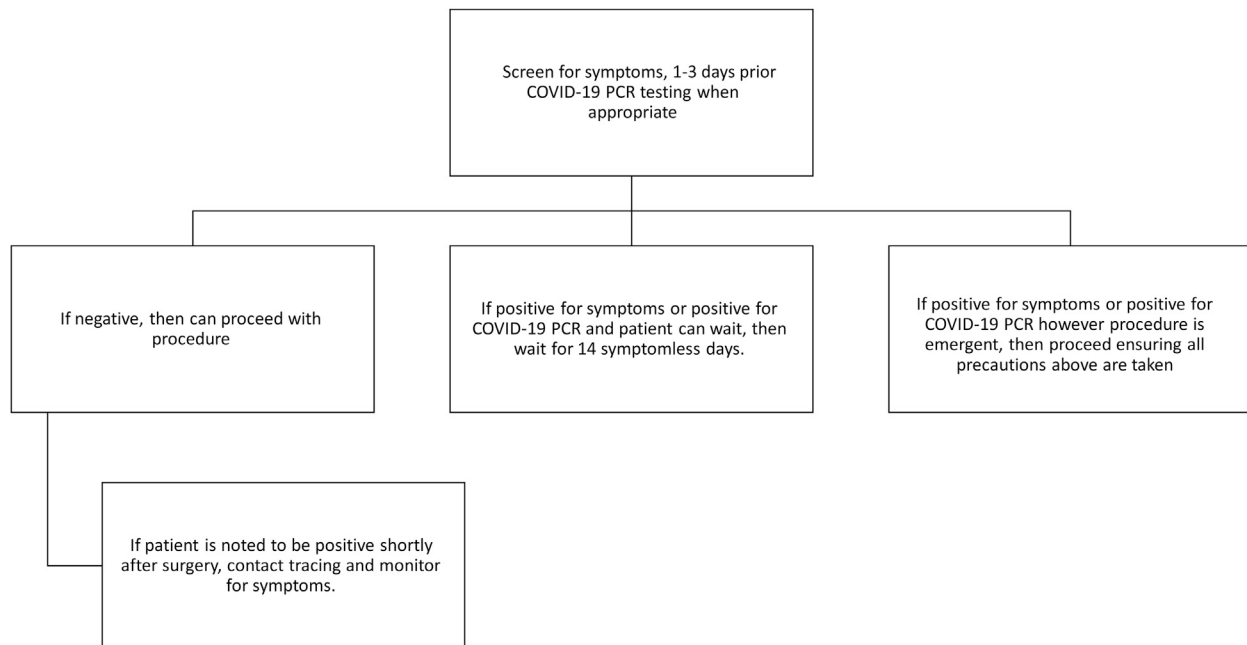 Screen for symptoms, 1-3 days prior
COVID-19 PCR testing when
appropriate
If negative, then can proceed with
procedure
If positive for symptoms or positive for
COVID-19 PCR and patient can wait, then
wait for 14 symptomless days.
If positive for symptoms or positive for
COVID-19 PCR however procedure is
emergent, then proceed ensuring all
precautions above are taken
If patient is noted to be positive shortly
after surgery, contact tracing and monitor
for symptoms.